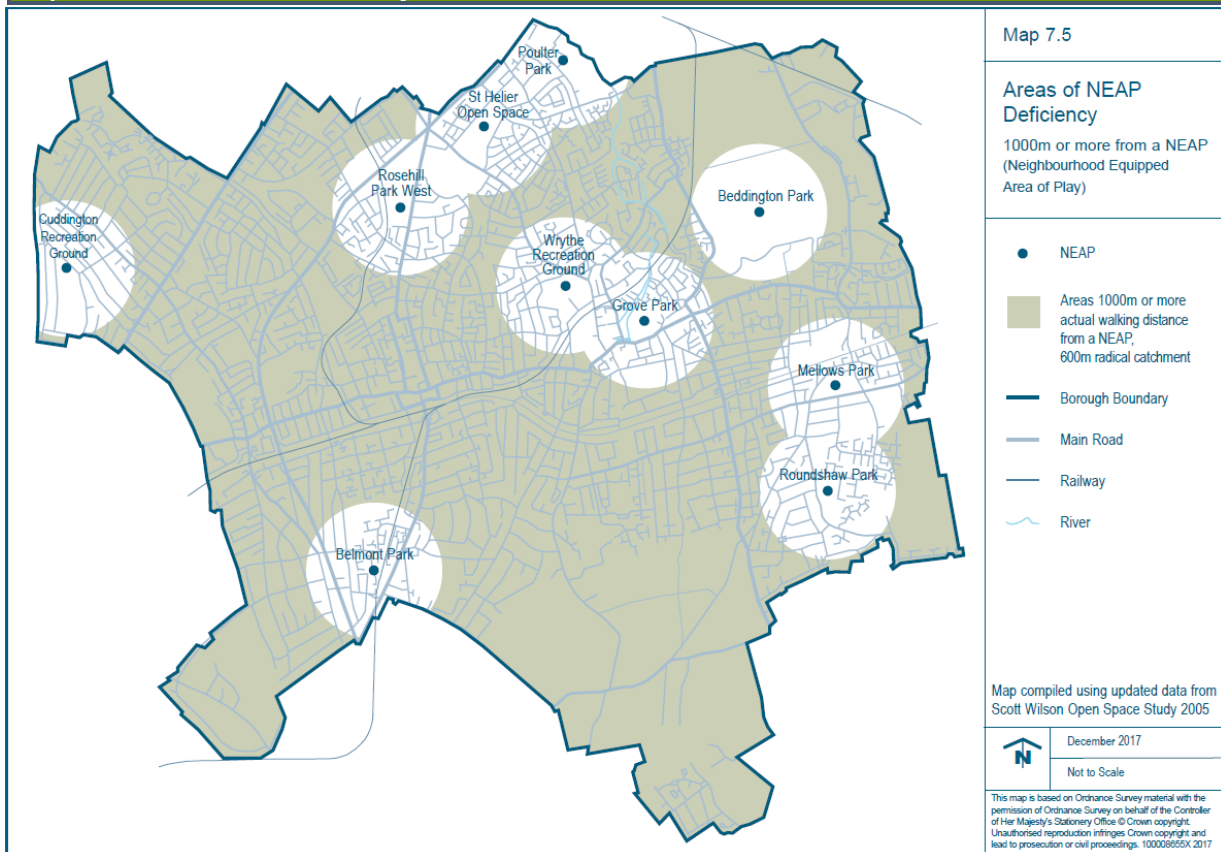 Poulter
Park
St Helier
Open Space
Rosehill
Park West
Beddington Park
Cuddington
Recreation
Ground
Wrythe
Recreation
Ground
Grove Park
Mellows Park
Roundshaw Park
Belmont Park
Map 7.5
Areas of NEAP
Deficiency
1000m or more from a NEAP
(Neighbourhood Equipped
Area of Play)
NEAP
Areas 1000m or more
actual walking distance
from a NEAP,
600m radical catchment
Borough Boundary
Main Road
Railway
River
Map compiled using updated data from
Scott Wilson Open Space Study 2005
N
December 2017
Not to Scale
This map is based on Ordnance Survey material with the
permission of Ordnance Survey on behalf of the Controller
of Her Majesty's Stationery Office © Crown copyright.
Unauthorised reproduction infringes Crown copyright and
lead to prosecution or civil proceedings. 100008655X 2017